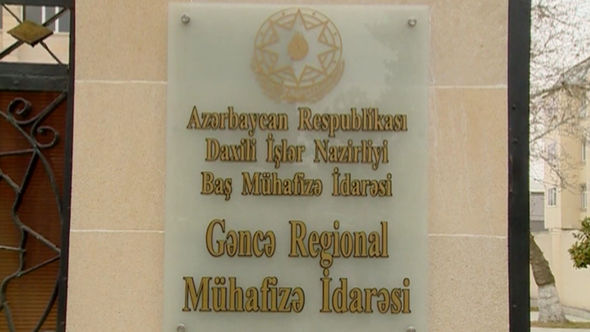 Azərbaycan Respublikası
Daxili İşlər Nazirliyi
Baş Mühafizə İdarəsi
Gəncə Regional
Mühafizə İdarəsi